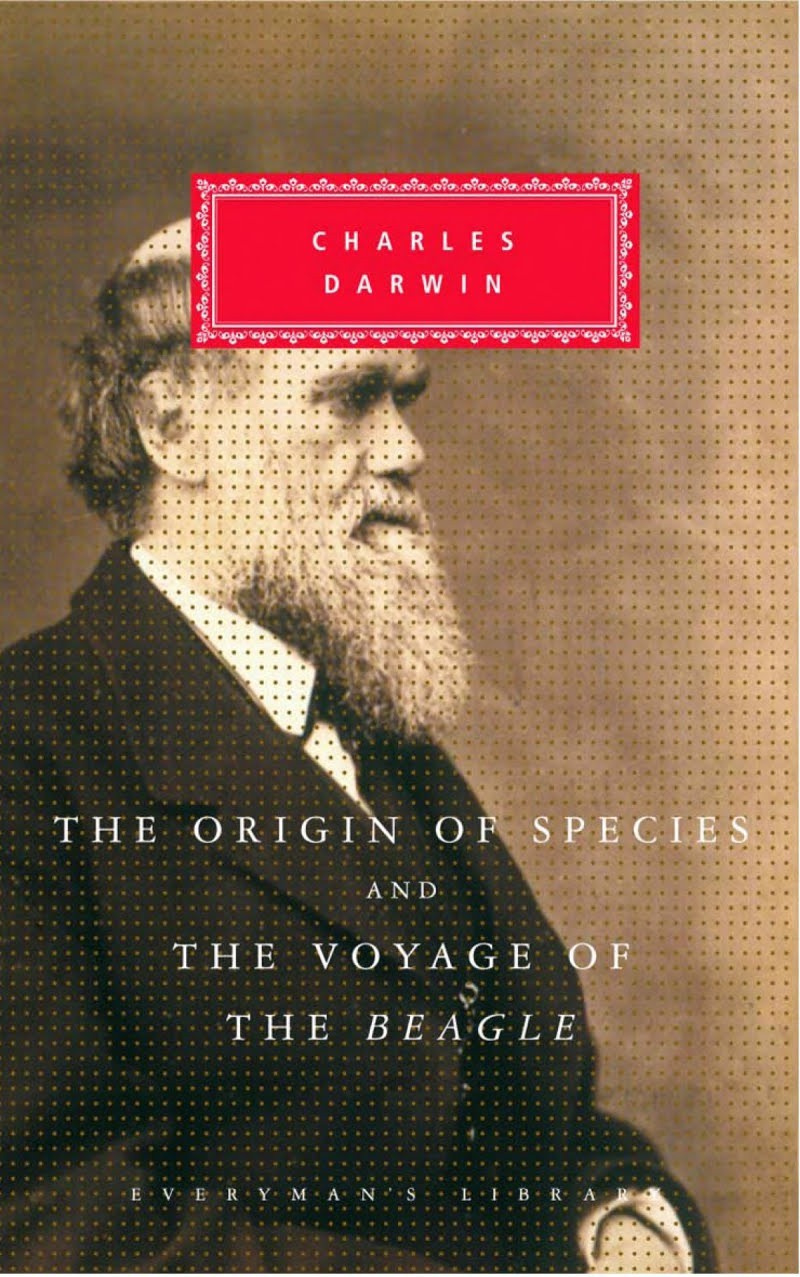 CHARLES
DARWIN
THE ORIGIN OF SPECIES
AND
THE VOYAGE OF
THE BEAGLE
EVERYMAN'S LIBRARY